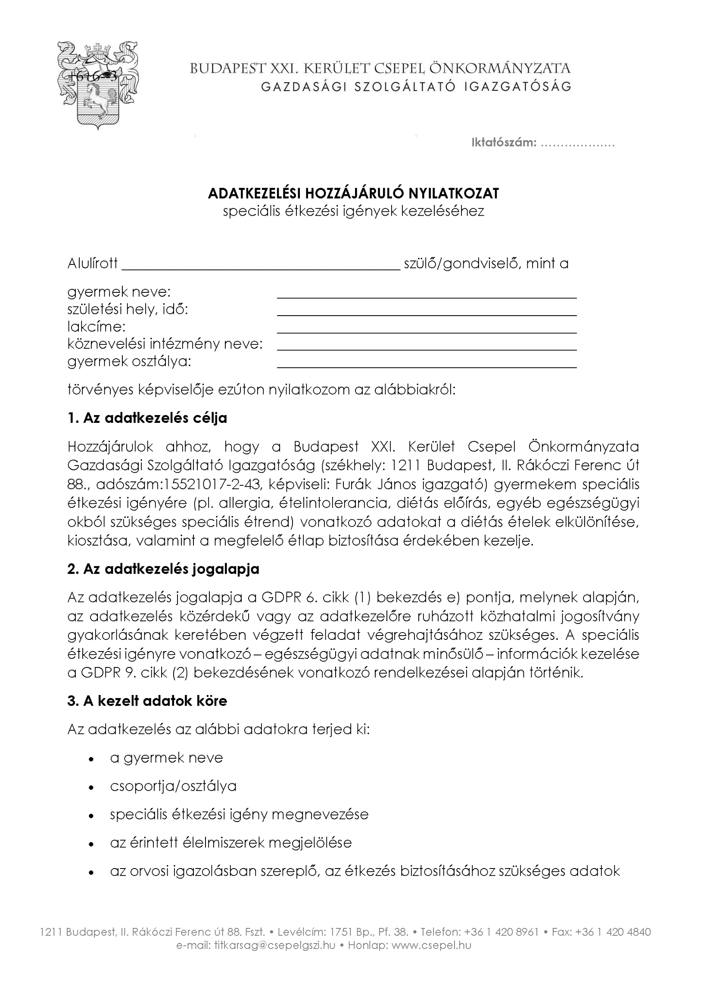 BUDAPEST XXI. KERÜLET CSEPEL ÖNKORMÁNYZATA
GAZDASÁGI SZOLGÁLTATÓ IGAZGATÓSÁG
Iktatószám: ...................
ADATKEZELÉSI HOZZÁJÁRULÓ NYILATKOZAT
speciális étkezési igények kezeléséhez
Alulírott ______________________________________ szülő/gondviselő, mint a
gyermek neve: ________________________________________
születési hely, idő: ________________________________________
lakcíme: ________________________________________
köznevelési intézmény neve: ________________________________________
gyermek osztálya: ________________________________________
törvényes képviselője ezúton nyilatkozom az alábbiakról:
1. Az adatkezelés célja
Hozzájárulok ahhoz, hogy a Budapest XXI. Kerület Csepel Önkormányzata
Gazdasági Szolgáltató Igazgatóság (székhely: 1211 Budapest, II. Rákóczi Ferenc út
88., adószám:15521017-2-43, képviseli: Furák János igazgató) gyermekem speciális
étkezési igényére (pl. allergia, ételintolerancia, diétás előírás, egyéb egészségügyi
okból szükséges speciális étrend) vonatkozó adatokat a diétás ételek elkülönítése,
kiosztása, valamint a megfelelő étlap biztosítása érdekében kezelje.
2. Az adatkezelés jogalapja
Az adatkezelés jogalapja a GDPR 6. cikk (1) bekezdés e) pontja, melynek alapján,
az adatkezelés közérdekű vagy az adatkezelőre ruházott közhatalmi jogosítvány
gyakorlásának keretében végzett feladat végrehajtásához szükséges. A speciális
étkezési igényre vonatkozó – egészségügyi adatnak minősülő – információk kezelése
a GDPR 9. cikk (2) bekezdésének vonatkozó rendelkezései alapján történik.
3. A kezelt adatok köre
Az adatkezelés az alábbi adatokra terjed ki:
• a gyermek neve
• csoportja/osztálya
• speciális étkezési igény megnevezése
• az érintett élelmiszerek megjelölése
• az orvosi igazolásban szereplő, az étkezés biztosításához szükséges adatok
1211 Budapest, II. Rákóczi Ferenc út 88. Fszt. • Levélcím: 1751 Bp., Pf. 38. • Telefon: +36 1 420 8961 • Fax: +36 1 420 4840
e-mail: titkarsag@csepelgszi.hu • Honlap: www.csepel.hu